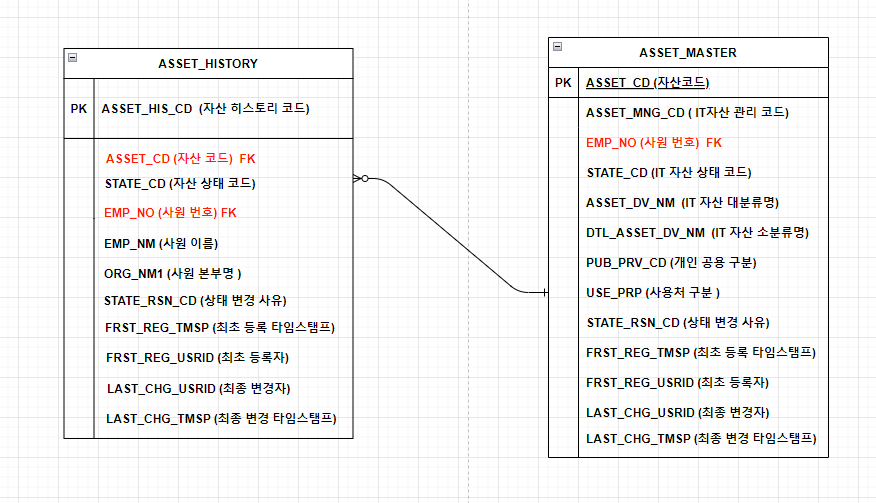 ASSET_HISTORY
PK ASSET_HIS_CD (자산 히스토리 코드)
ASSET_CD (자산 코드) FK
STATE_CD (자산 상태 코드)
EMP_NO (사원 번호) FK
EMP_NM (사원 이름)
ORG_NM1 (사원 본부명 )
STATE_RSN_CD (상태 변경 사유)
FRST_REG_TMSP (최초 등록 타임스탬프)
FRST_REG_USRID (최초 등록자)
LAST_CHG_USRID (최종 변경자)
LAST_CHG_TMSP (최종 변경 타임스탬프)
ASSET_MASTER
PK ASSET_CD (자산코드)
ASSET_MNG_CD ( IT자산 관리 코드)
EMP_NO (사원 번호) FK
STATE_CD (IT 자산 상태 코드)
ASSET_DV_NM (IT 자산 대분류명)
DTL_ASSET_DV_NM (IT 자산 소분류명)
PUB_PRV_CD (개인 공용 구분)
USE_PRP (사용처 구분 )
STATE_RSN_CD (상태 변경 사유)
FRST_REG_TMSP (최초 등록 타임스탬프)
FRST_REG_USRID (최초 등록자)
LAST_CHG_USRID (최종 변경자)
LAST_CHG_TMSP (최종 변경 타임스탬프)